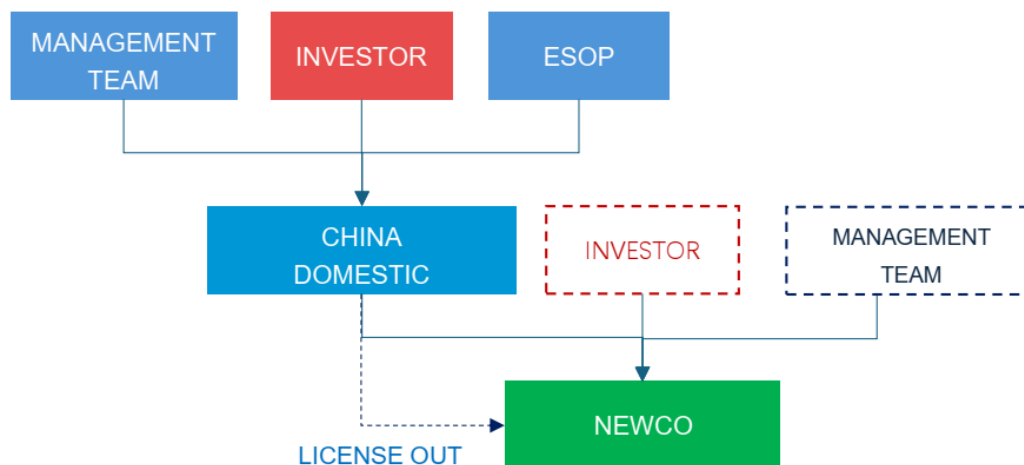 MANAGEMENT
TEAM
INVESTOR
ESOP
CHINA
DOMESTIC
INVESTOR
MANAGEMENT
TEAM
NEWCO
LICENSE OUT